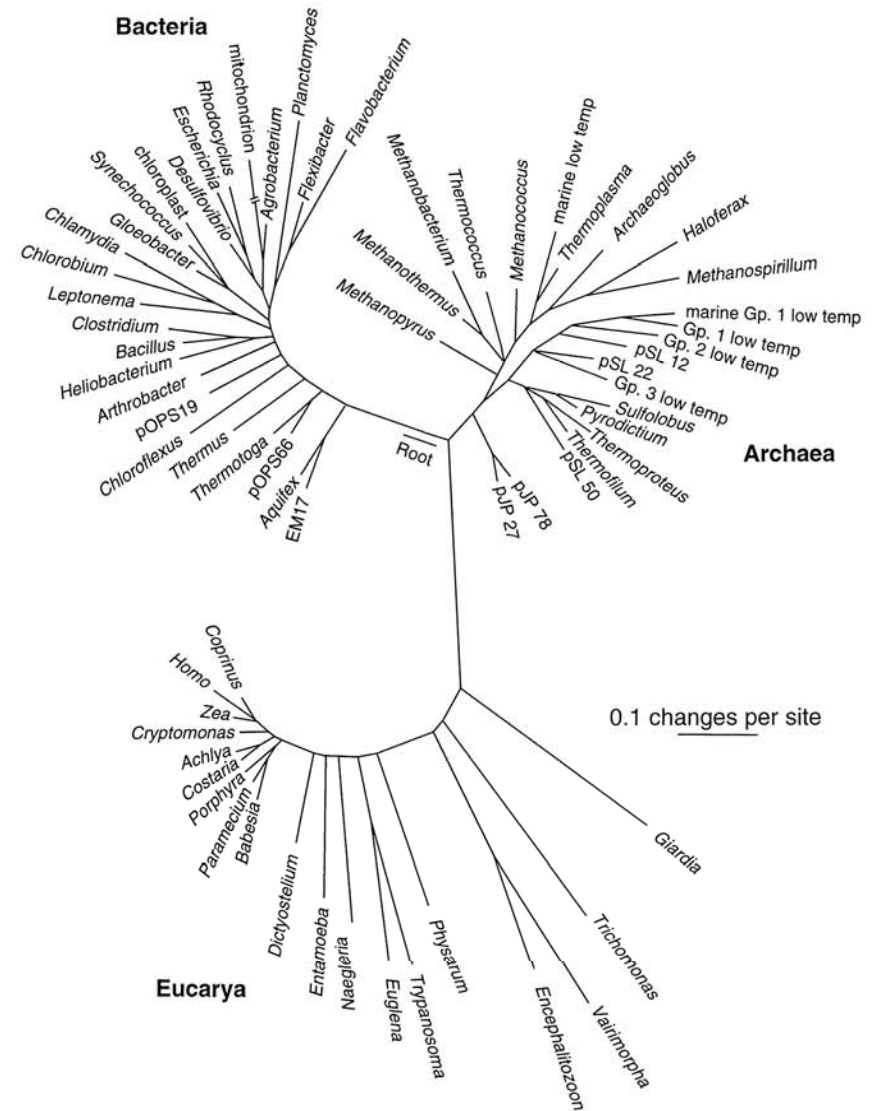 Bacteria
mitochondrion
Planctomyces
Flavobacterium
Rhodocyclus
Escherichia
Desulfovibrio
Agrobacterium
Flexibacter
chloroplast
Synechococcus
Gloeobacter
Chlamydia
Chlorobium
Leptonema
Clostridium
Bacillus
Heliobacterium
Arthrobacter
pOPS19
Chloroflexus
Thermus
Thermotoga
pOPS66
Aquifex
EM17
Root
Methanopyrus
Methanothermus
Methanobacterium
Thermococcus
Methanococcus
marine low temp
Thermoplasma
Archaeoglobus
Haloferax
Methanospirillum
marine Gp. 1 low temp
Gp. 1 low temp
Gp. 2 low temp
pSL 12
pSL 22
Gp. 3 low temp
Sulfolobus
Pyrodictium
Thermoproteus
Thermofilum
pSL 50
pJP 78
pJP 27
Archaea
Coprinus
Homo
Zea
Cryptomonas
Achlya
Costaria
Porphyra
Paramecium
Babesia
Dictyostelium
Entamoeba
Naegleria
Euglena
Trypanosoma
Physarum
Encephalitozoon
Vairimorpha
Trichomonas
Giardia
0.1 changes per site
Eucarya